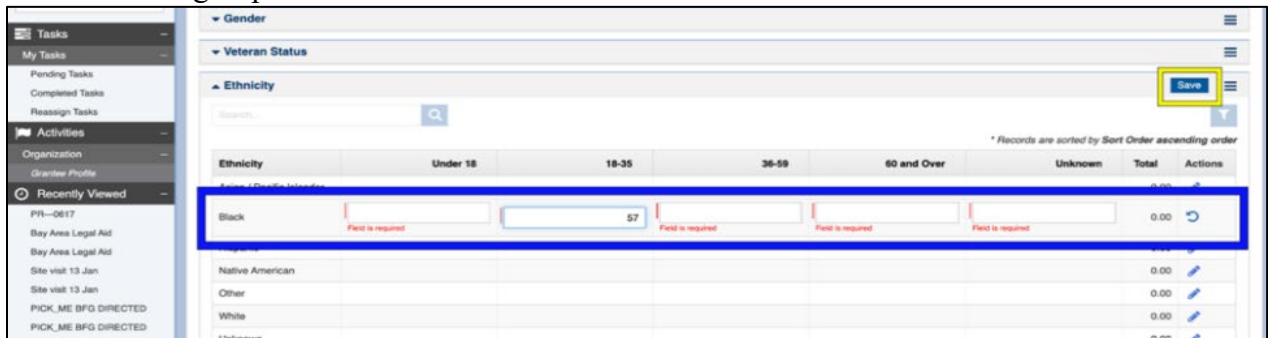 Gender
Tasks
My Tasks
Veteran Status
Pending Tasks
Completed Tasks
Ethnicity
Save
Reassign Tasks
Search...
Activities
* Records are sorted by Sort Order ascending order
Organization
Ethnicity Under 18 18-35 36-59 60 and Over Unknown Total Actions
Grantee Profile
Recently Viewed
PR---0617
Black 57 0.00
Field is required Field is required Field is required Field is required
Bay Area Legal Aid
Bay Area Legal Aid
Site visit 13 Jan
Native American 0.00
Site visit 13 Jan
Other 0.00
PICK_ME BFG DIRECTED
White 0.00
PICK_ME BFG DIRECTED